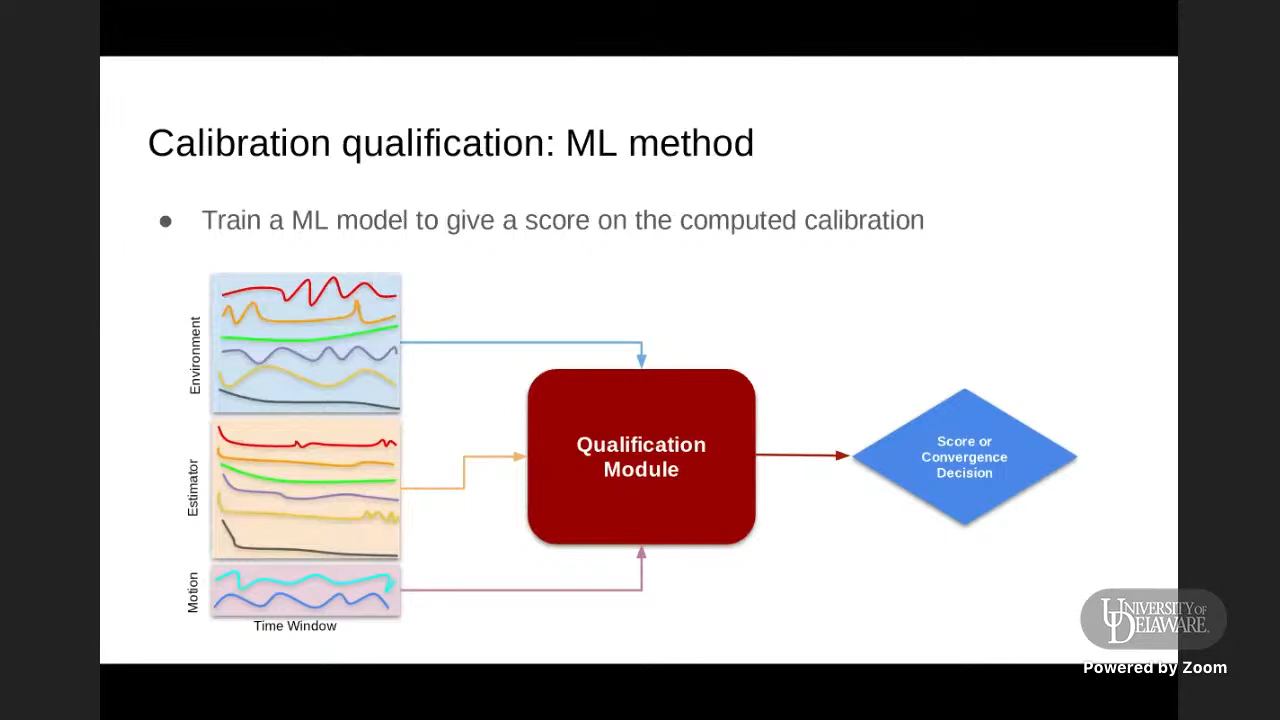 Calibration qualification: ML method
● Train a ML model to give a score on the computed calibration
Environment
Estimator
Motion
Time Window
Qualification
Module
Score or
Convergence
Decision
UNIVERSITY OF
DELAWARE.
Powered by Zoom